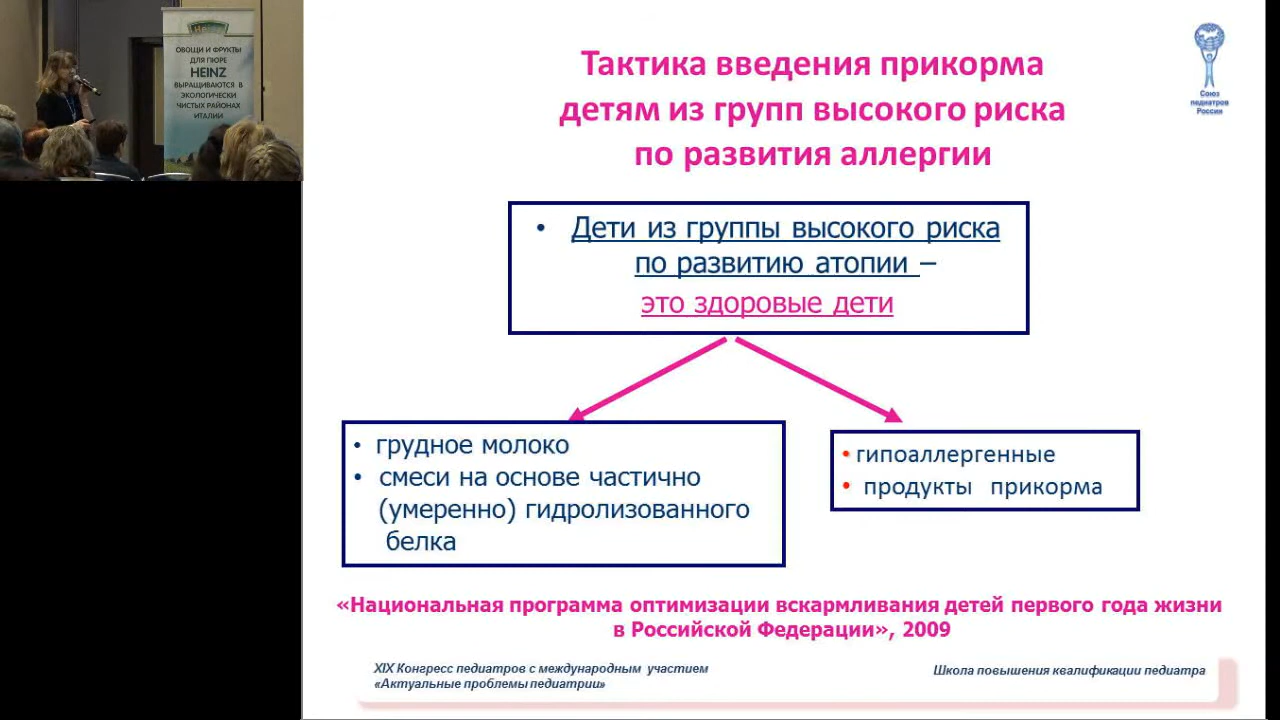 Heinz
ОВОЩИ И ФРУКТЫ
ДЛЯ ПЮРЕ
HEINZ
ВЫРАЩИВАЮТСЯ В
ЭКОЛОГИЧЕСКИ
ЧИСТЫХ РАЙОНАХ
ИТАЛИИ
Тактика введения прикорма
детям из групп высокого риска
по развития аллергии
Союз
педиатров
России
• Дети из группы высокого риска
по развитию атопии –
это здоровые дети
• грудное молоко
• смеси на основе частично
(умеренно) гидролизованного
белка
• гипоаллергенные
• продукты прикорма
«Национальная программа оптимизации вскармливания детей первого года жизни
в Российской Федерации», 2009
XIX Конгресс педиатров с международным участием
«Актуальные проблемы педиатрии»
Школа повышения квалификации педиатра